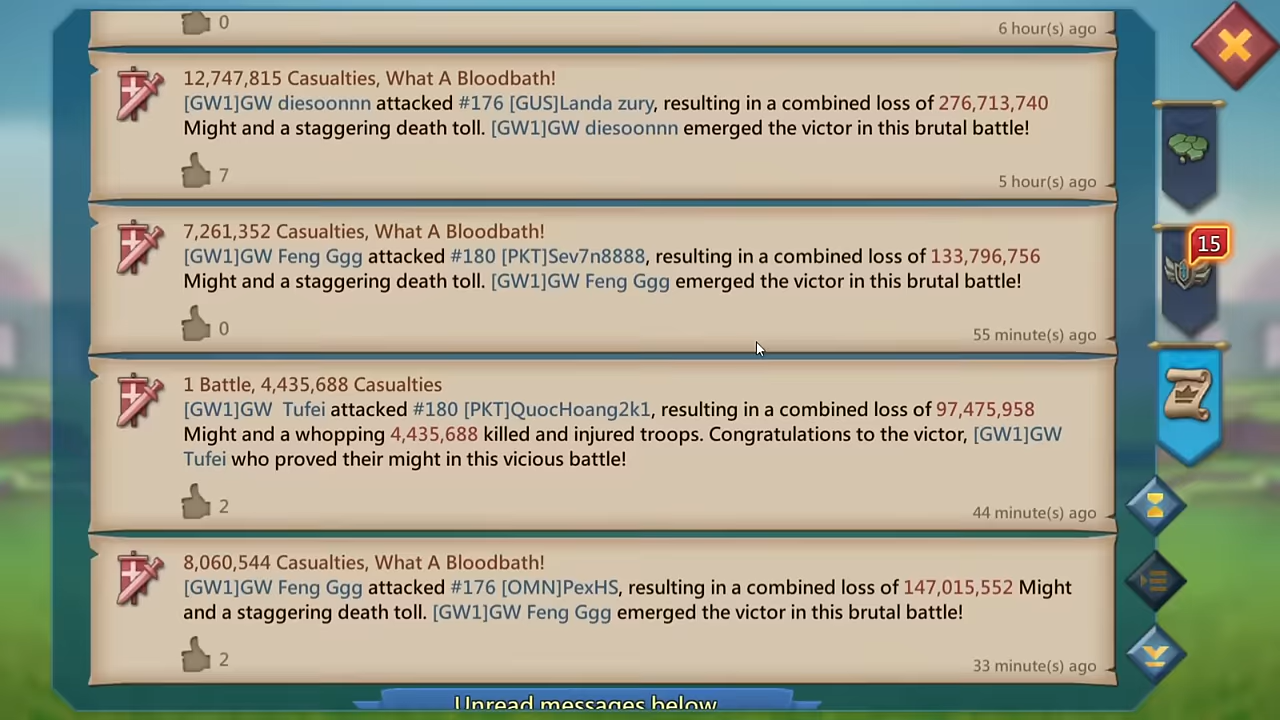 0
6 hour(s) ago
12,747,815 Casualties, What A Bloodbath!
[GW1]GW diesoonnn attacked #176 [GUS]Landa zury, resulting in a combined loss of 276,713,740
Might and a staggering death toll. [GW1]GW diesoonnn emerged the victor in this brutal battle!
7
5 hour(s) ago
7,261,352 Casualties, What A Bloodbath!
[GW1]GW Feng Ggg attacked #180 [PKT]Sev7n8888, resulting in a combined loss of 133,796,756
Might and a staggering death toll. [GW1]GW Feng Ggg emerged the victor in this brutal battle!
0
55 minute(s) ago
1 Battle, 4,435,688 Casualties
[GW1]GW  Tufei attacked #180 [PKT]QuocHoang2k1, resulting in a combined loss of 97,475,958
Might and a whopping 4,435,688 killed and injured troops. Congratulations to the victor, [GW1]GW
Tufei who proved their might in this vicious battle!
2
44 minute(s) ago
8,060,544 Casualties, What A Bloodbath!
[GW1]GW Feng Ggg attacked #176 [OMN]PexHS, resulting in a combined loss of 147,015,552 Might
and a staggering death toll. [GW1]GW Feng Ggg emerged the victor in this brutal battle!
2
33 minute(s) ago
Unread messages below
15